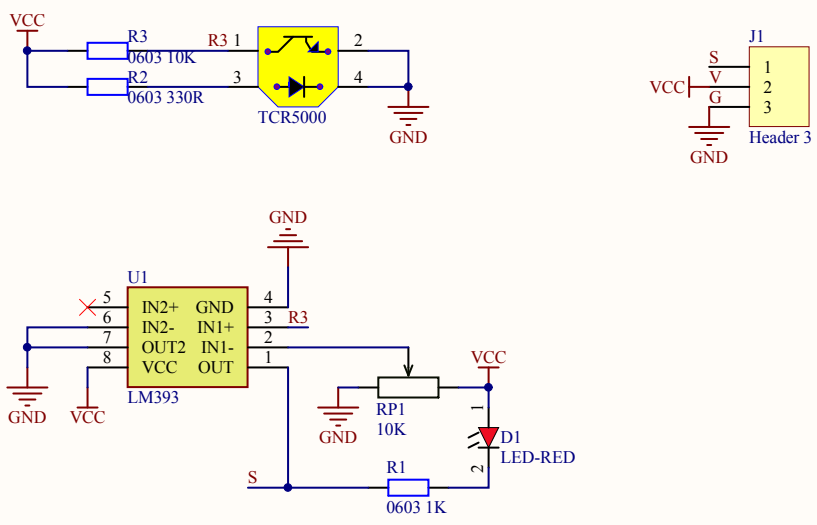 VCC
R3
0603 10K
R2
0603 330R
R3
1
2
3
4
TCR5000
GND
J1
S
1
VCC
V
2
G
3
GND
Header 3
GND
U1
5
IN2+
GND
4
6
IN2-
IN1+
3
R3
7
OUT2
IN1-
2
8
VCC
OUT
1
LM393
GND
VCC
GND
RP1
10K
VCC
1
D1
LED-RED
2
S
R1
0603 1K